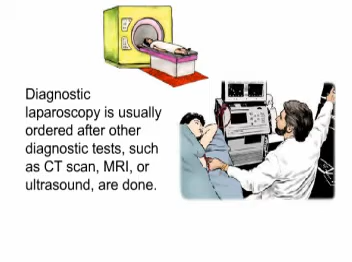 Diagnostic
laparoscopy is usually
ordered after other
diagnostic tests, such
as CT scan, MRI, or
ultrasound, are done.